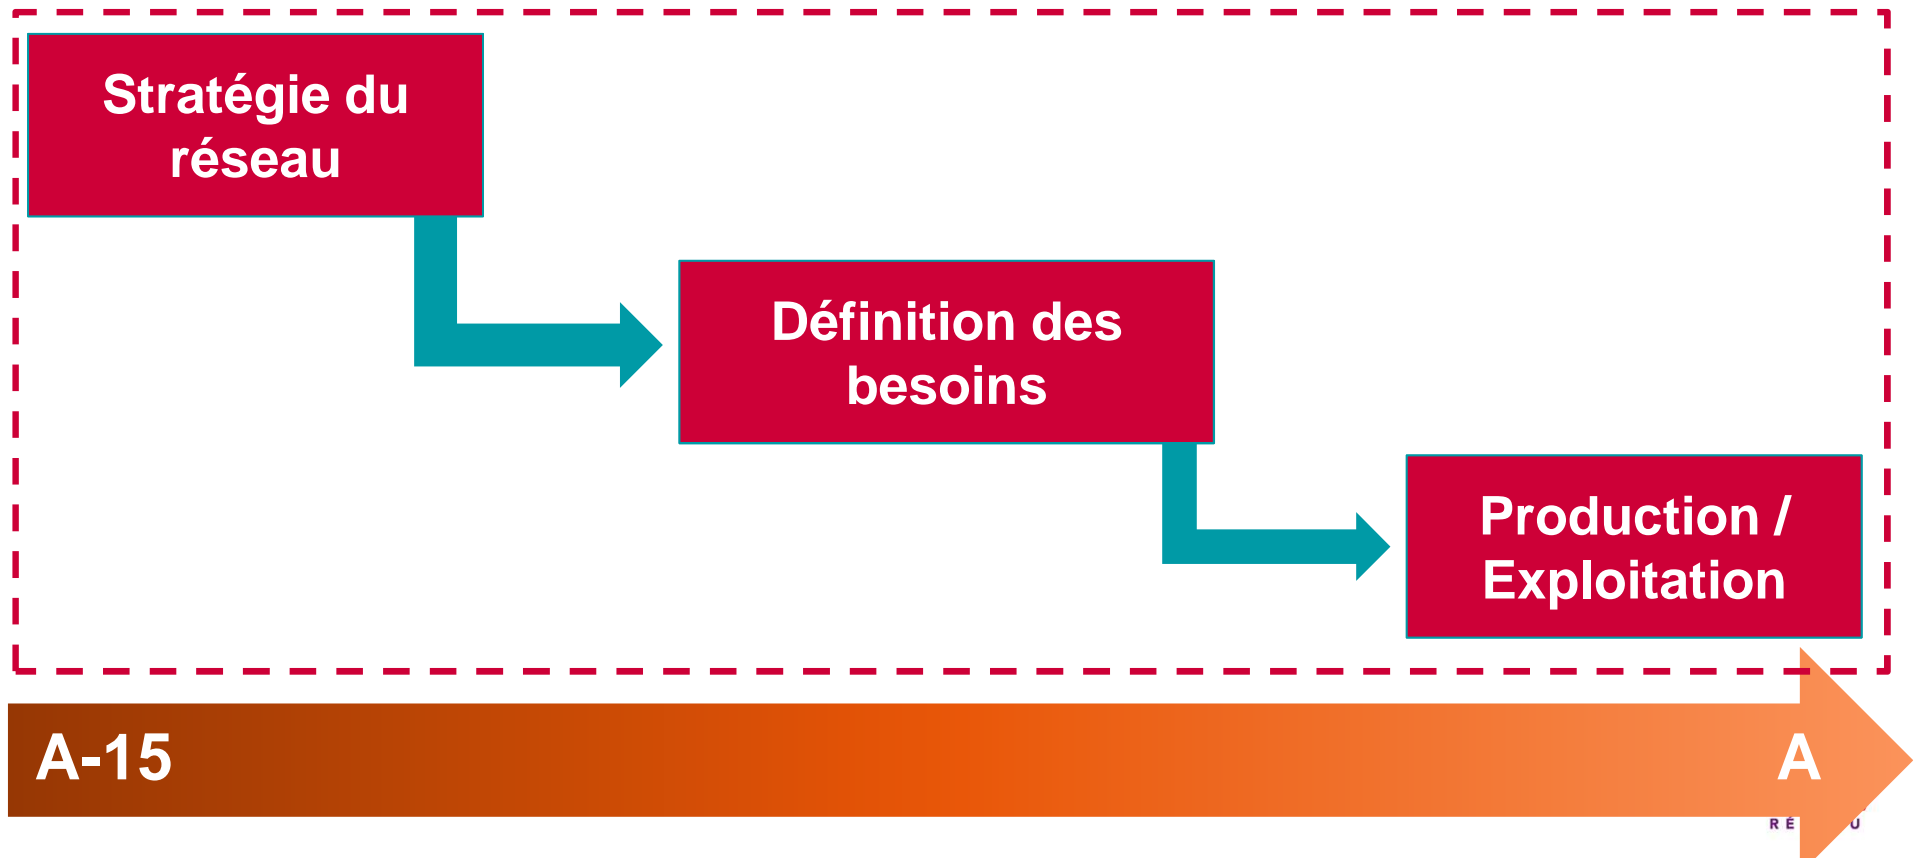 Stratégie du
réseau
Définition des
besoins
Production /
Exploitation
A-15
A